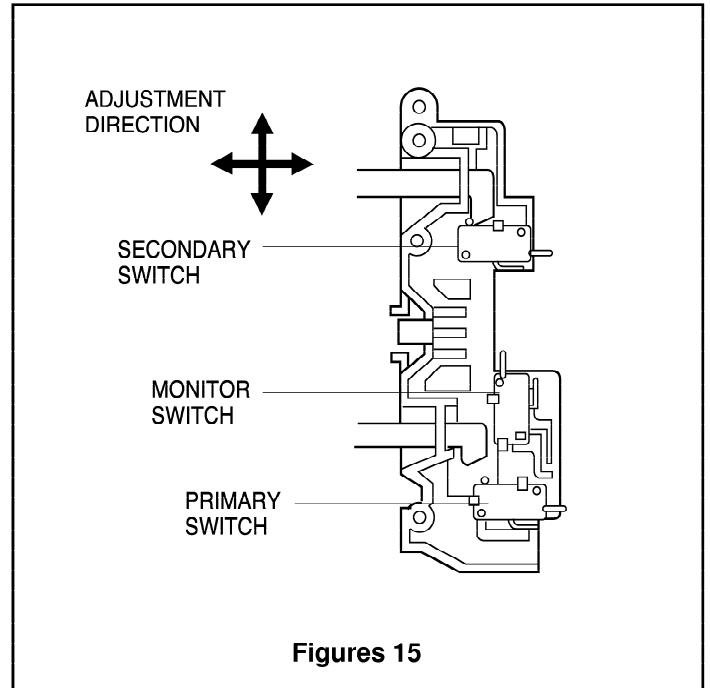 ADJUSTMENT
DIRECTION
SECONDARY
SWITCH
MONITOR
SWITCH
PRIMARY
SWITCH
Figures 15